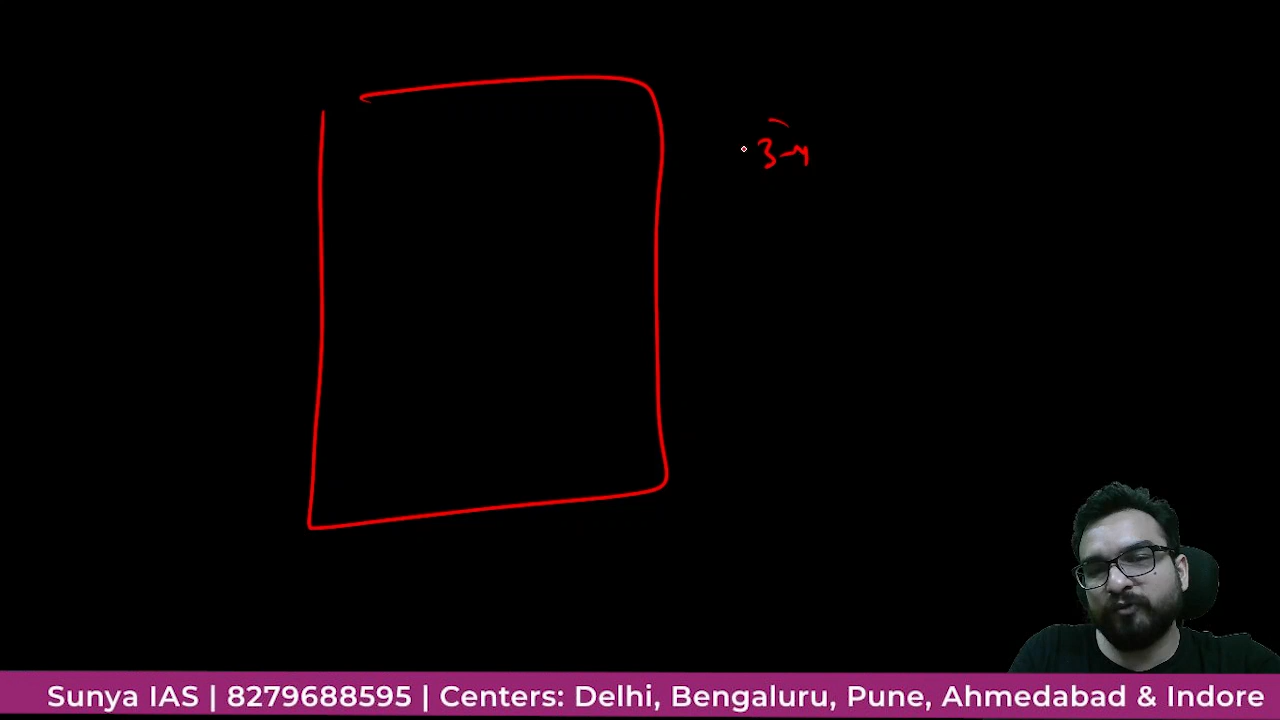 3-4
Sunya IAS | 8279688595 | Centers: Delhi, Bengaluru, Pune, Ahmedabad & Indore